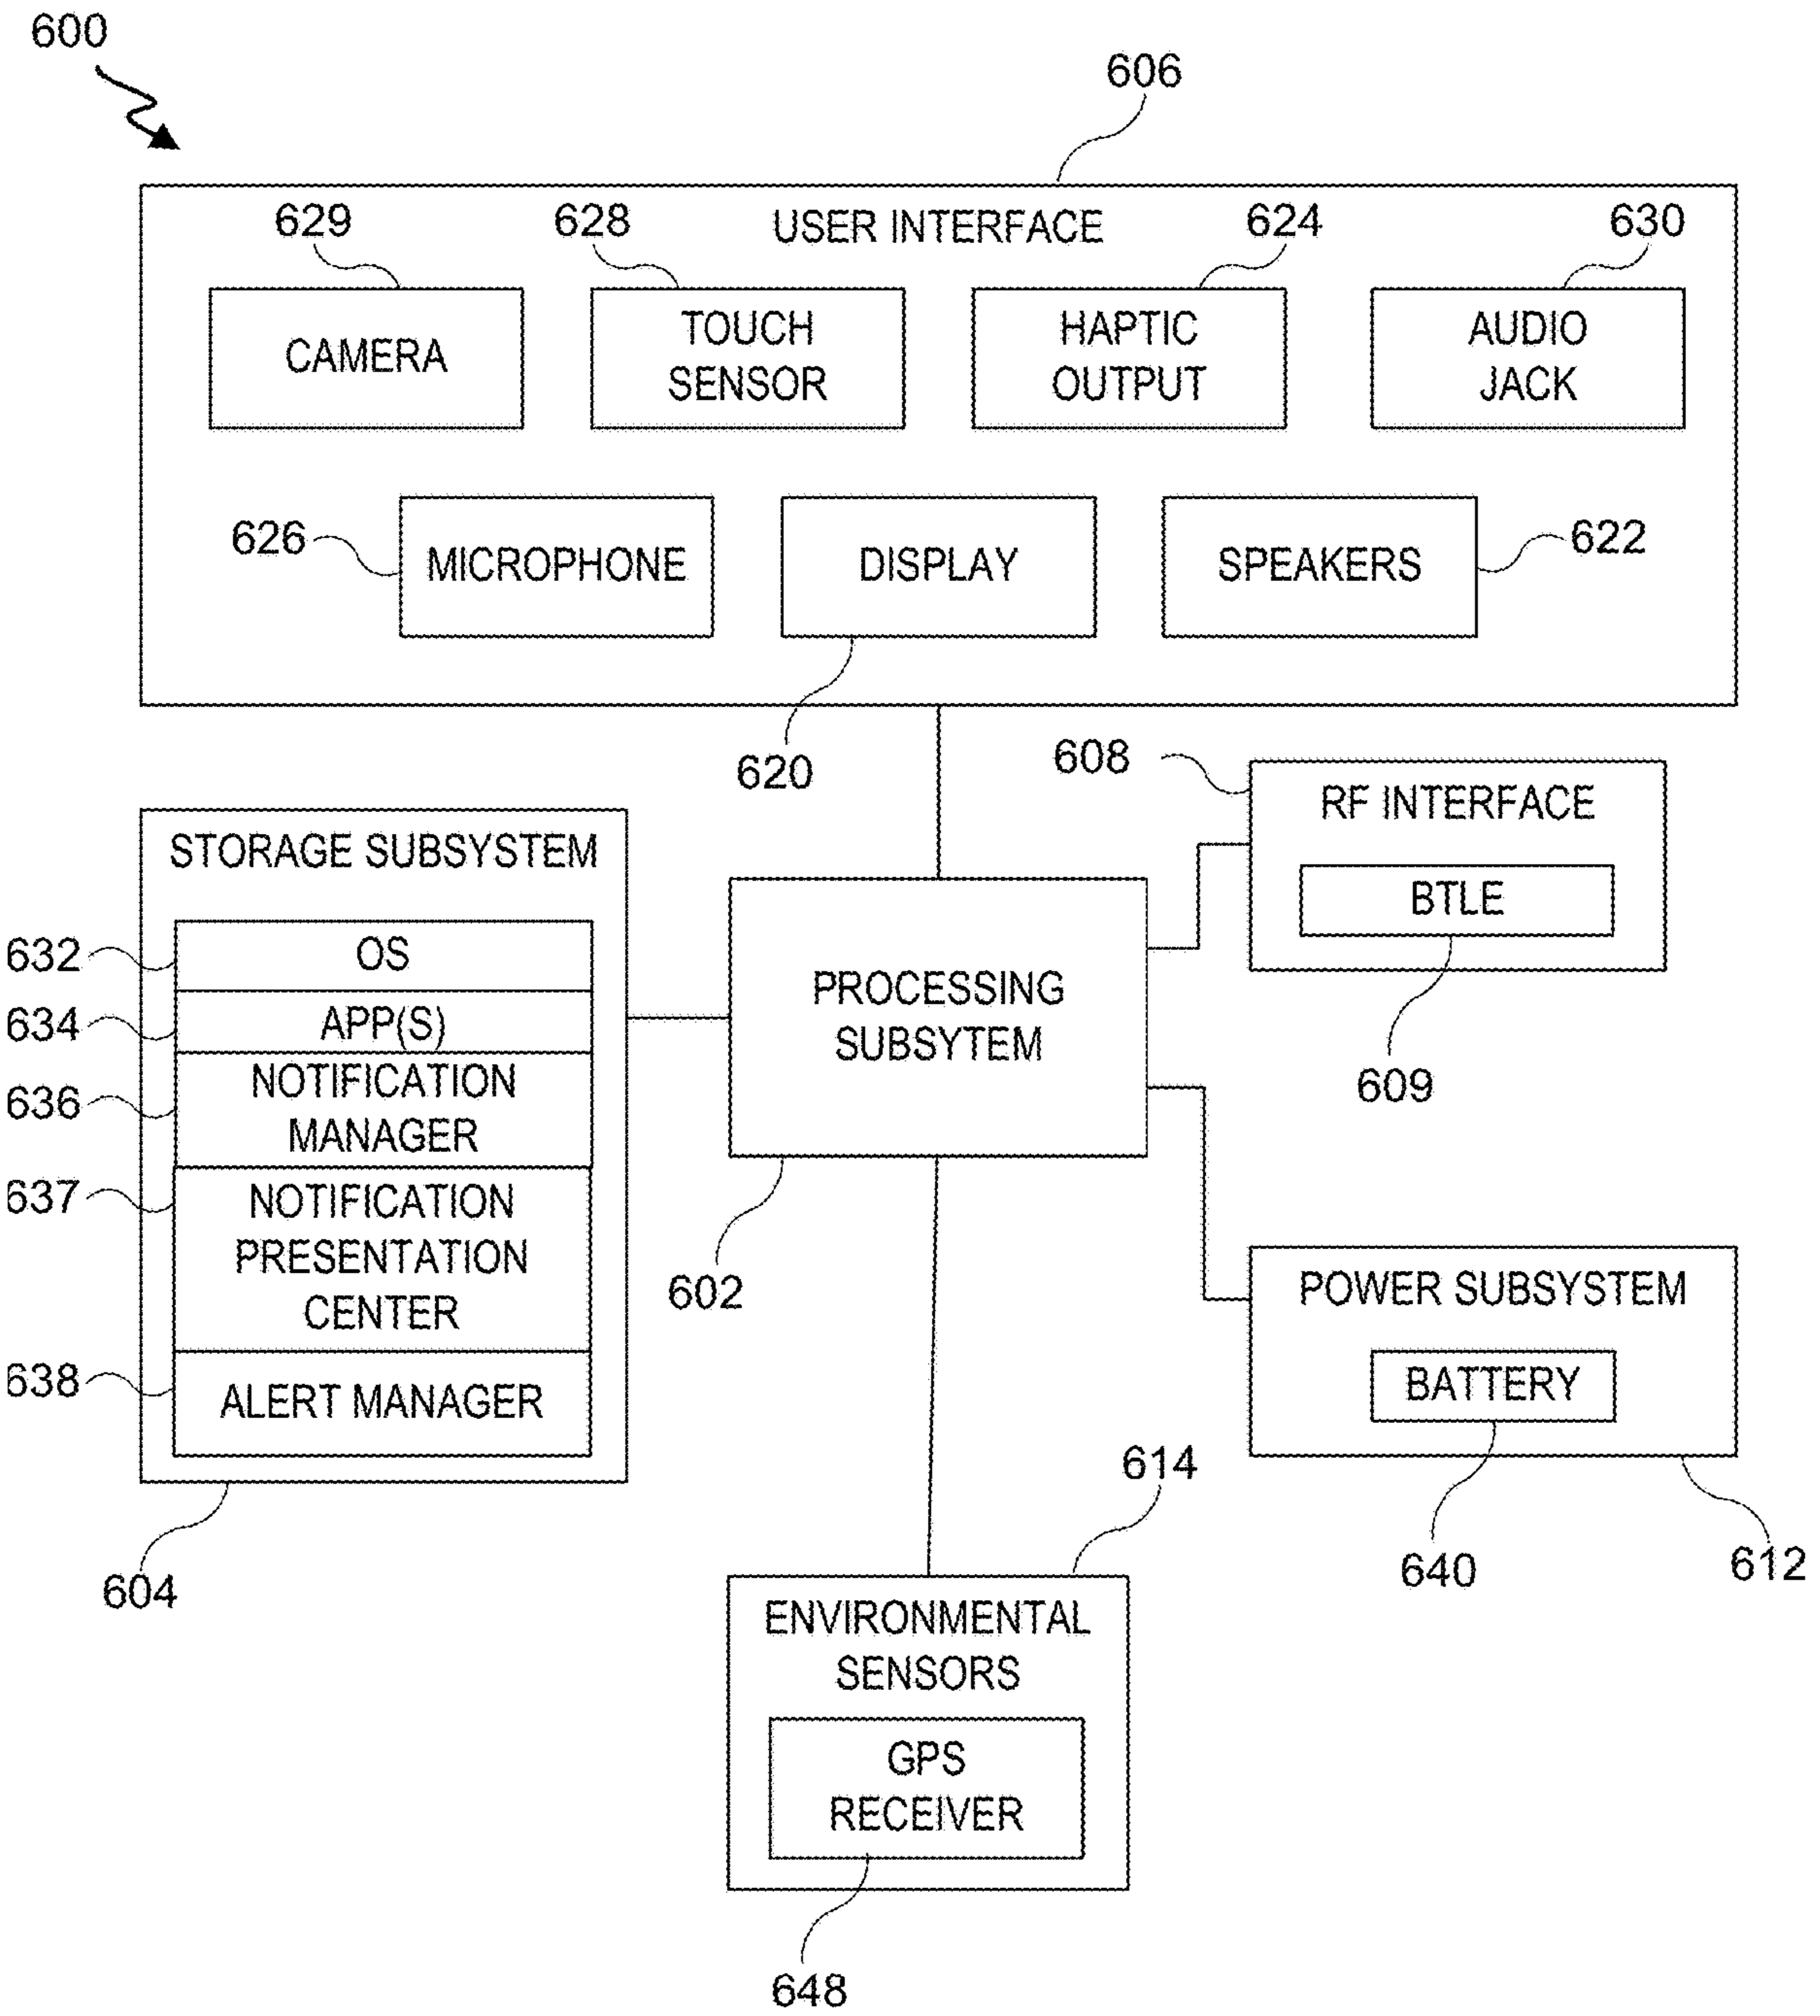 600
606
USER INTERFACE
629
628
624
630
CAMERA
TOUCH
SENSOR
HAPTIC
OUTPUT
AUDIO
JACK
626
MICROPHONE
DISPLAY
SPEAKERS
622
620
608
RF INTERFACE
BTLE
609
STORAGE SUBSYSTEM
632
OS
634
APP(S)
636
NOTIFICATION
MANAGER
637
NOTIFICATION
PRESENTATION
CENTER
638
ALERT MANAGER
604
PROCESSING
SUBSYTEM
602
POWER SUBSYSTEM
BATTERY
640
612
614
ENVIRONMENTAL
SENSORS
GPS
RECEIVER
648